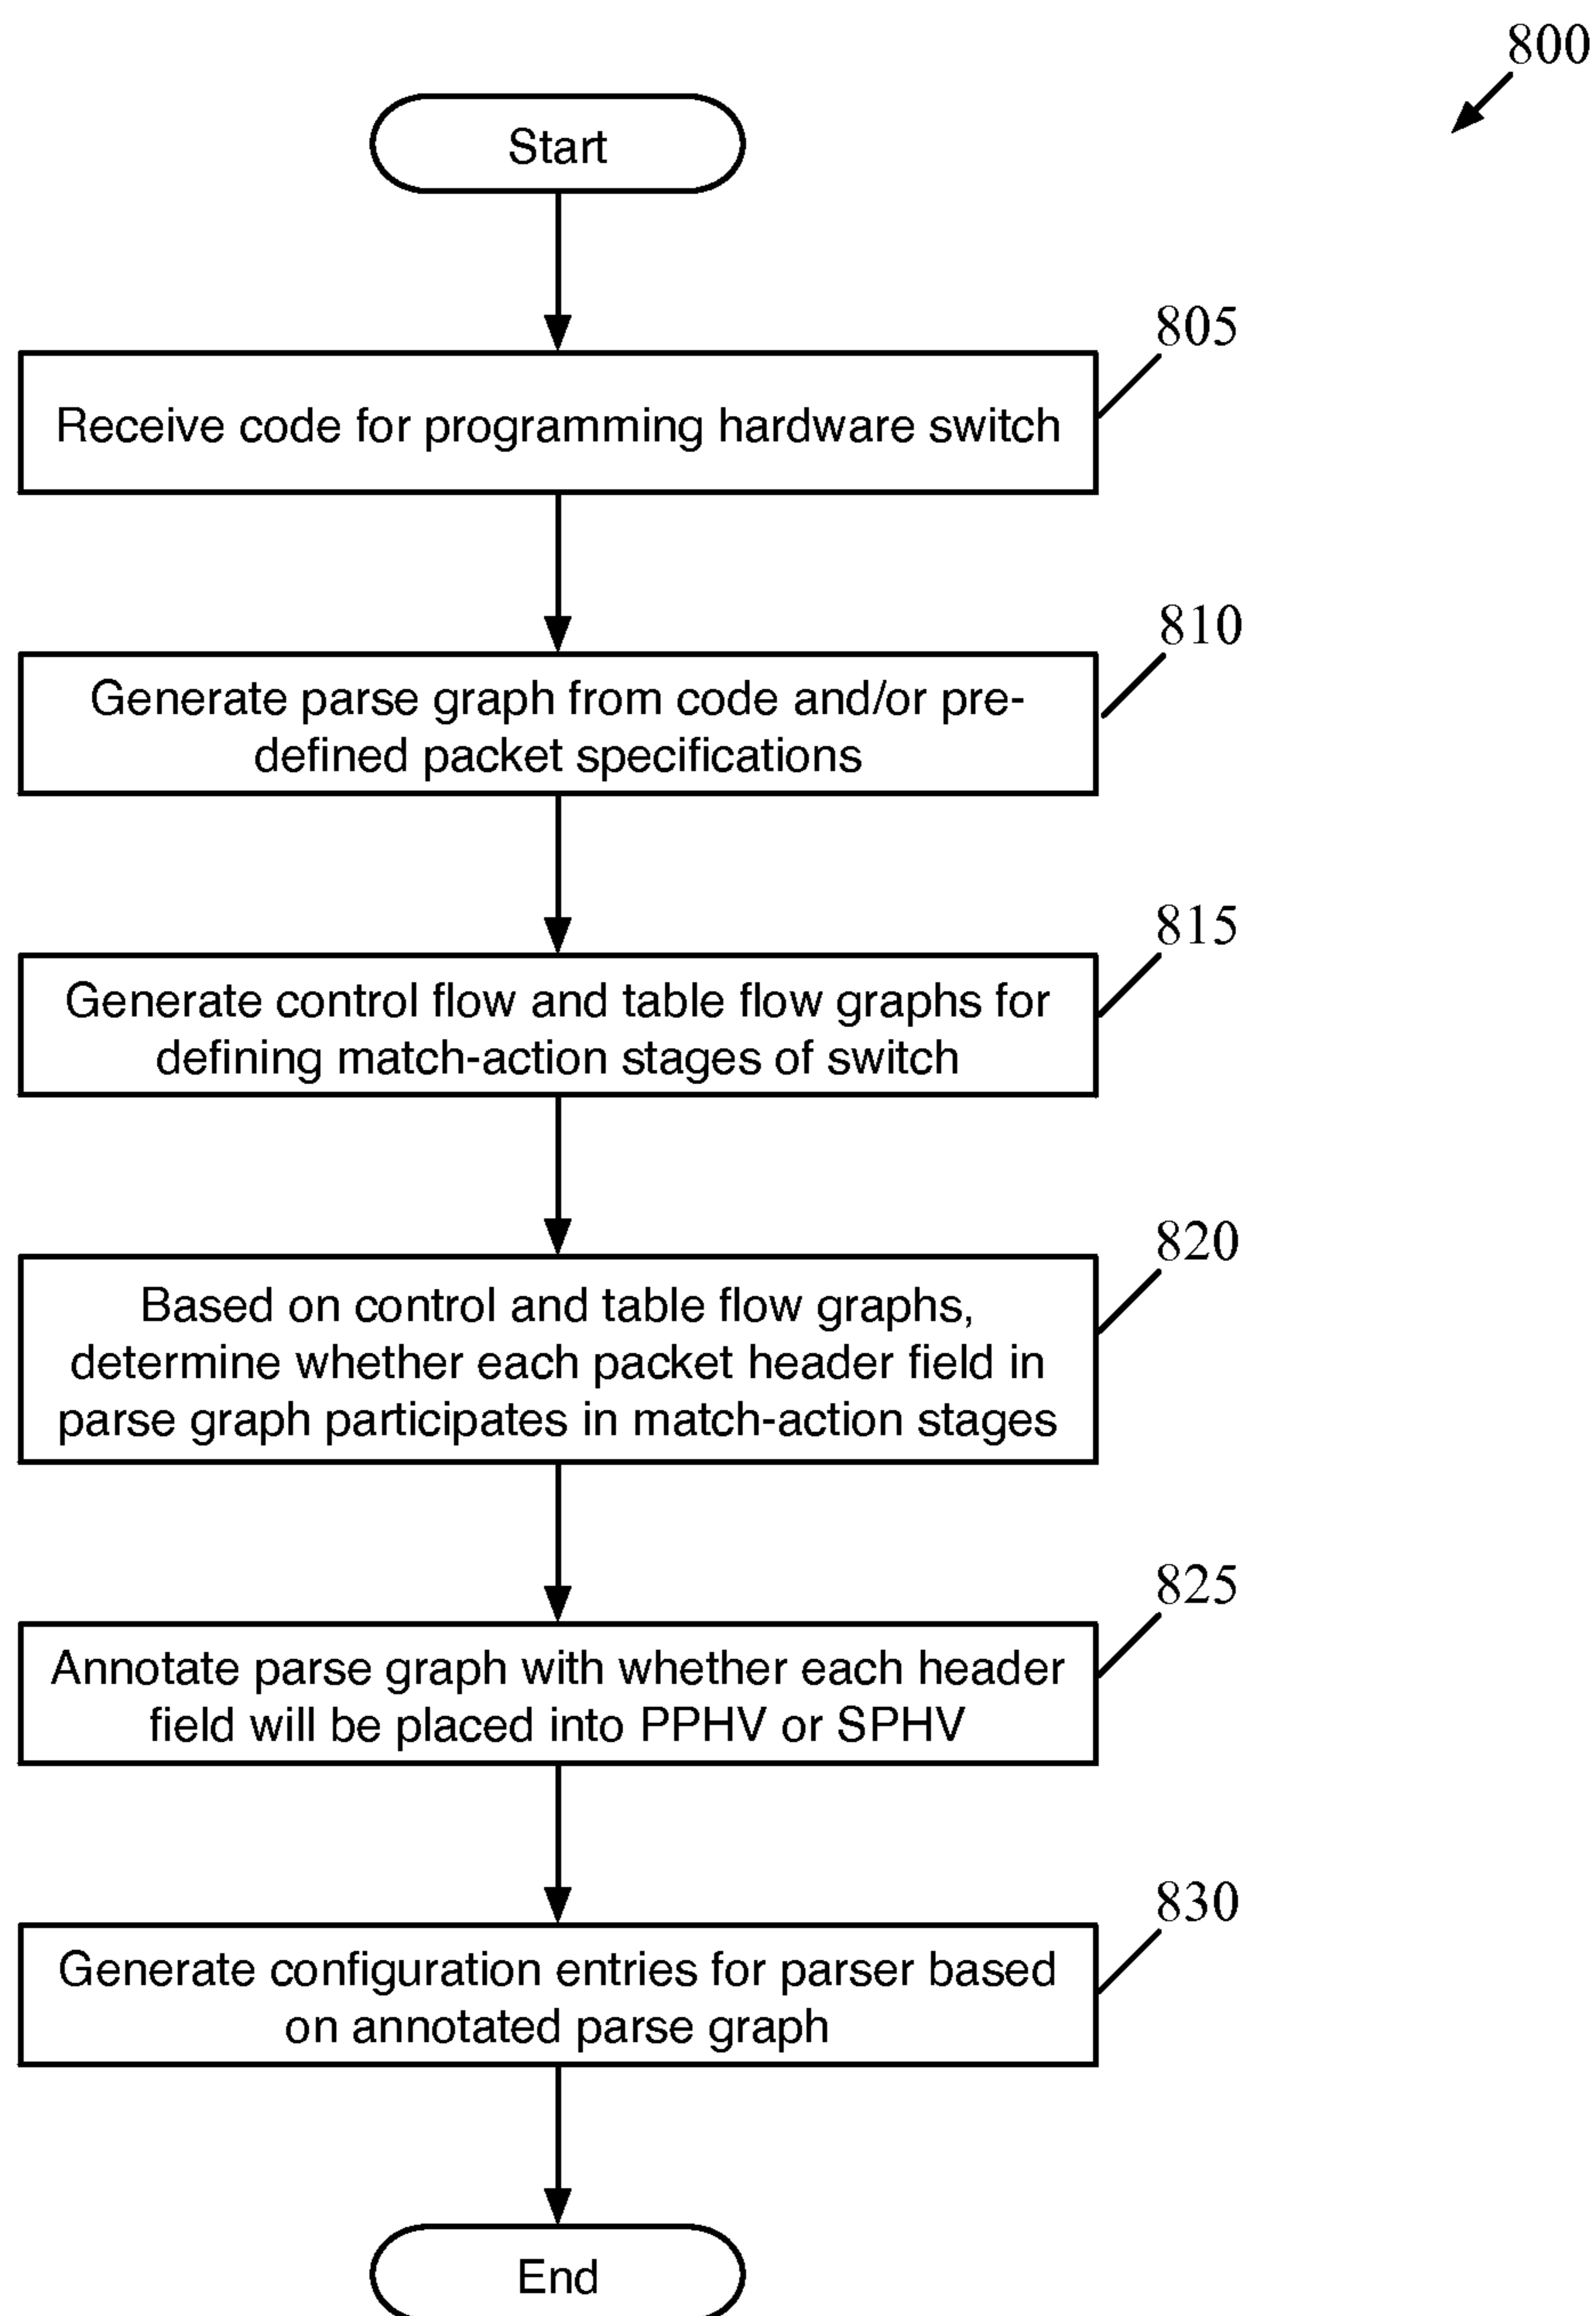 800
Start
805
Receive code for programming hardware switch
810
Generate parse graph from code and/or pre-
defined packet specifications
815
Generate control flow and table flow graphs for
defining match-action stages of switch
820
Based on control and table flow graphs,
determine whether each packet header field in
parse graph participates in match-action stages
825
Annotate parse graph with whether each header
field will be placed into PPHV or SPHV
830
Generate configuration entries for parser based
on annotated parse graph
End